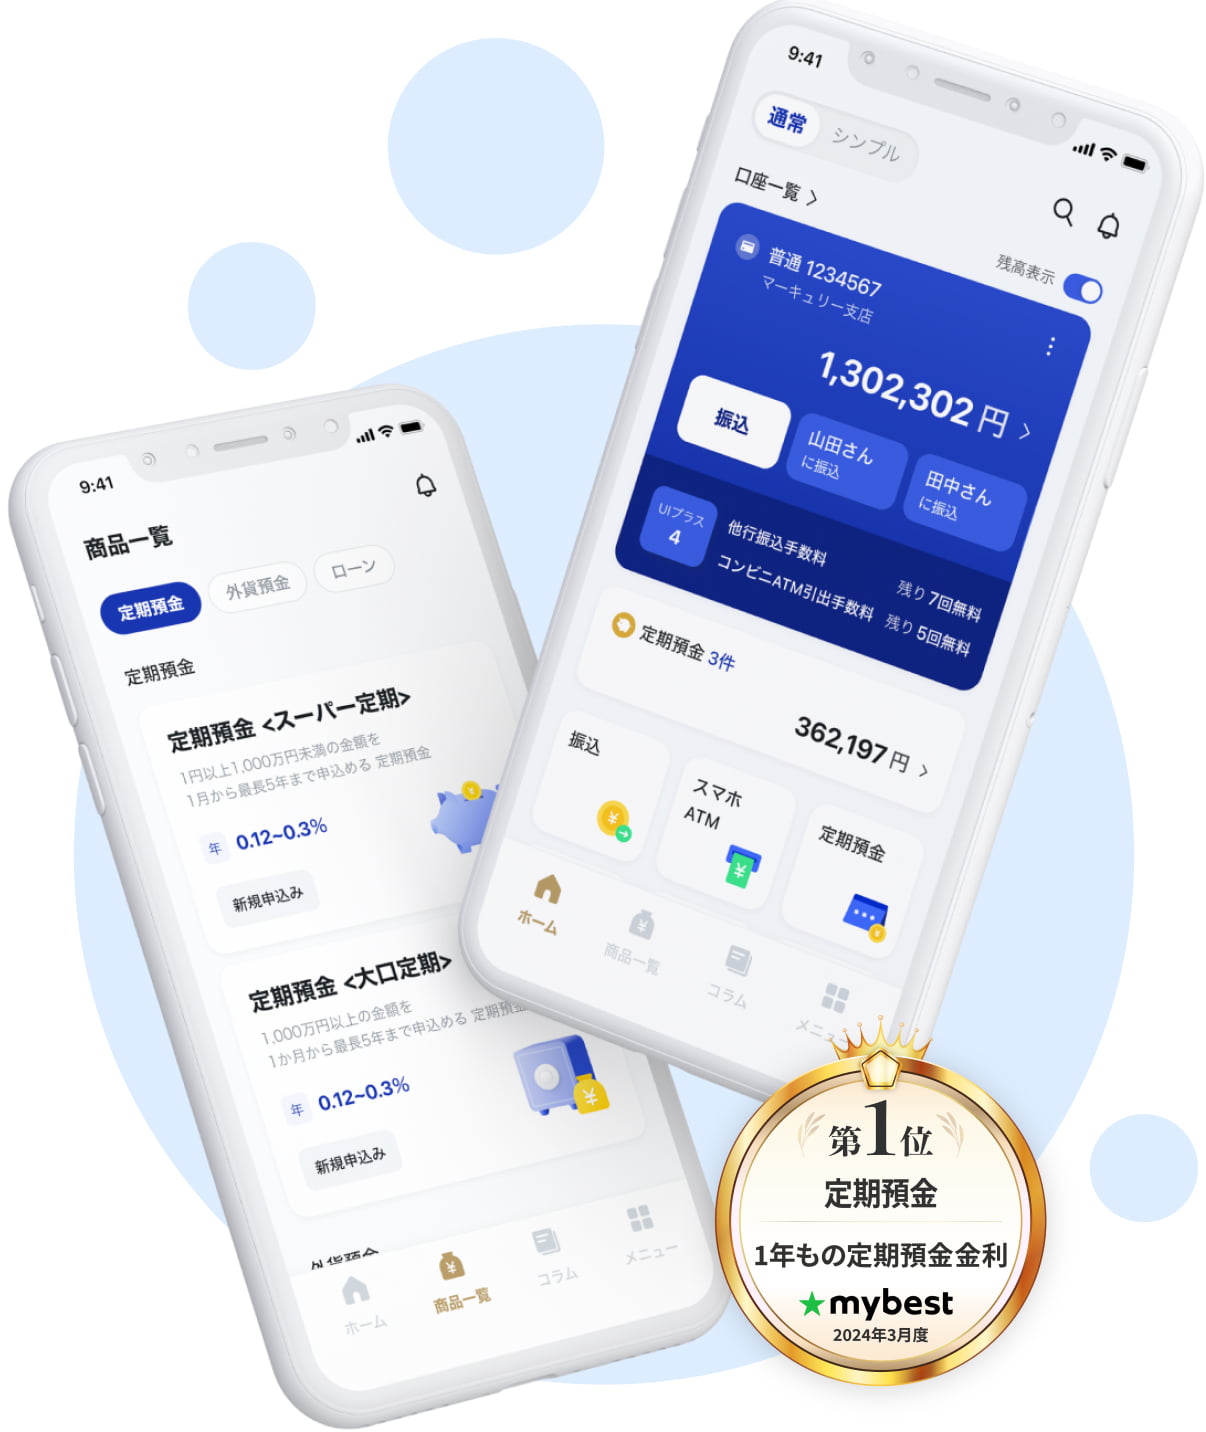 9:41
通常
シンプル
口座一覧
残高表示
普通 1234567
マーキュリー支店
1,302,302 円
振込
山田さん
に振込
田中さん
に振込
UIプラス
4
他行振込手数料
残り 7回無料
コンビニATM引出手数料
残り 5回無料
定期預金 3件
362,197 円
振込
スマホ
ATM
定期預金
ホーム
商品一覧
コラム
メニュー
9:41
商品一覧
定期預金
外貨預金
ローン
定期預金
定期預金 <スーパー定期>
1円以上1,000万円未満の金額を
1月から最長5年まで申込める 定期預金
年 0.12~0.3%
新規申込み
定期預金 <大口定期>
1,000万円以上の金額を
1か月から最長5年まで申込める 定期預金
年 0.12~0.3%
新規申込み
外貨預金
ホーム
商品一覧
コラム
メニュー
第1位
定期預金
1年もの定期預金金利
mybest
2024年3月度